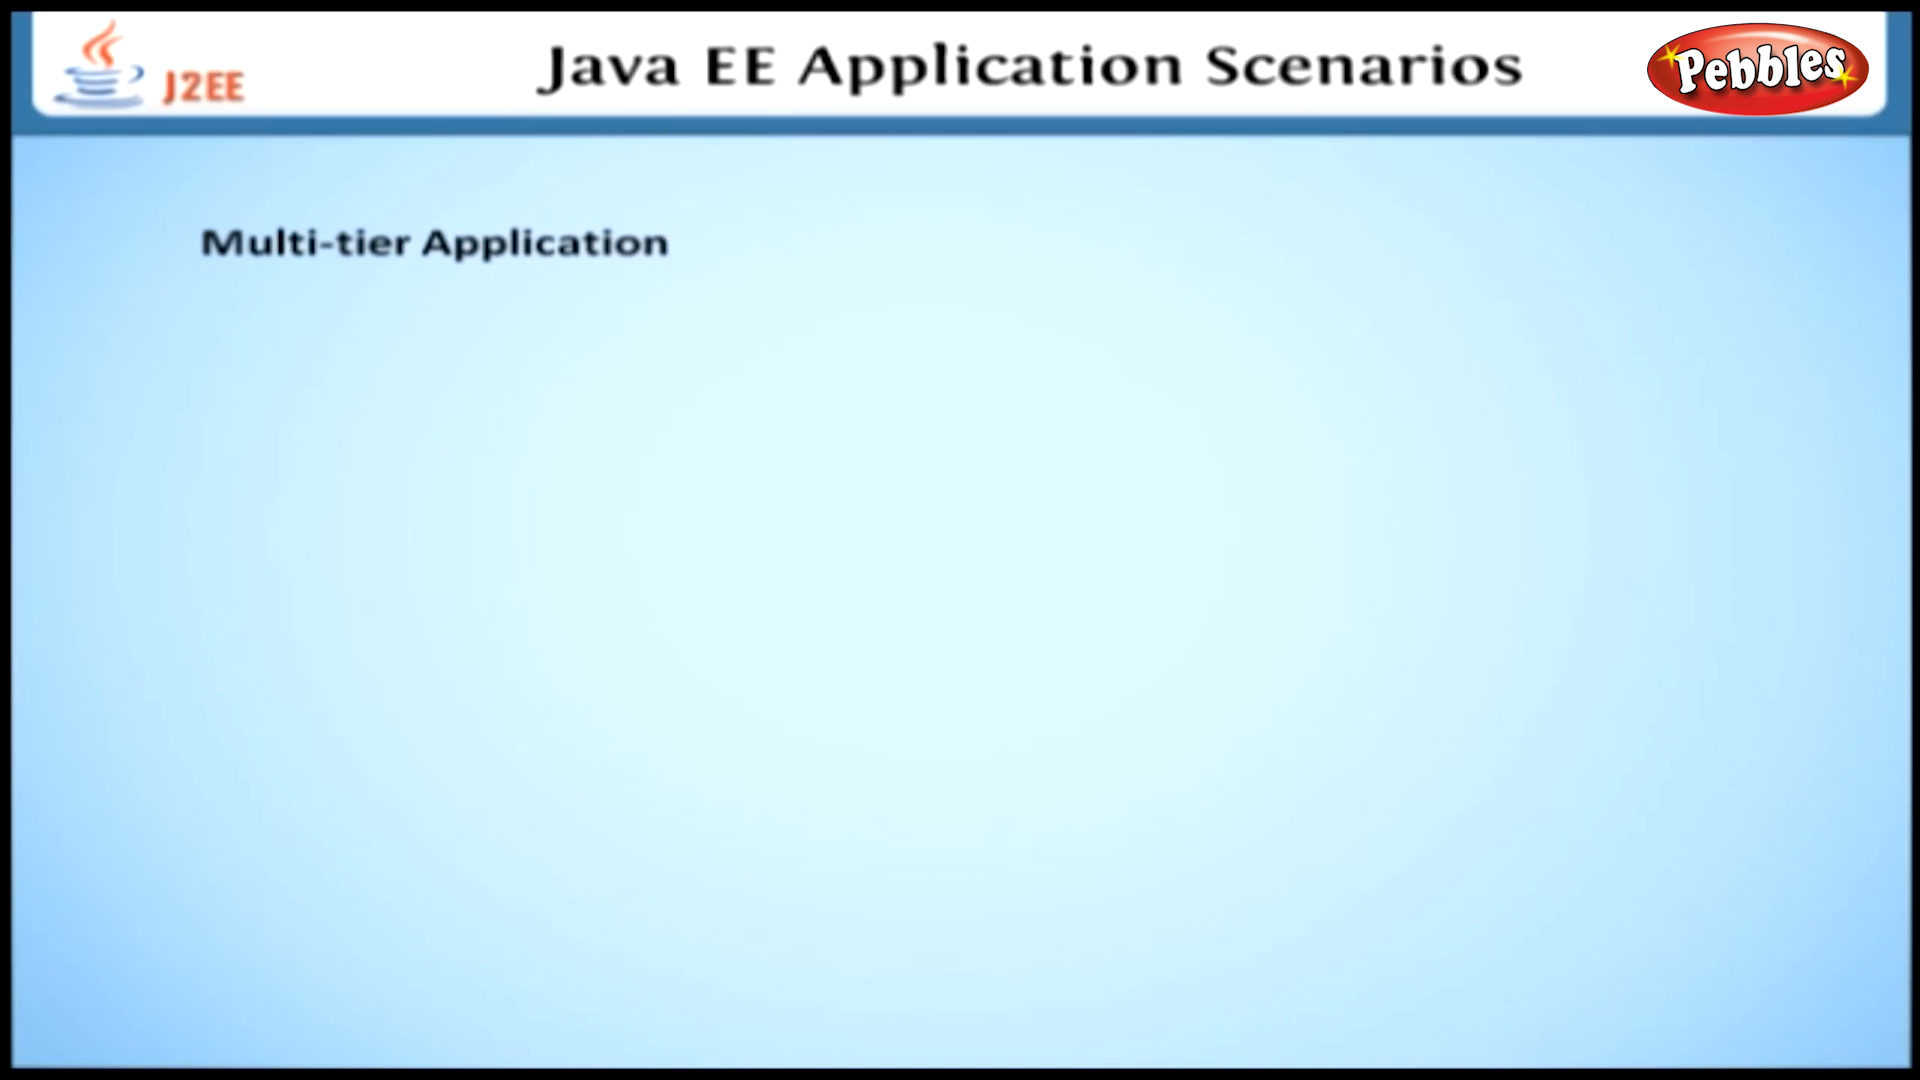 J2EE
Java EE Application Scenarios
Pebbles
Multi-tier Application